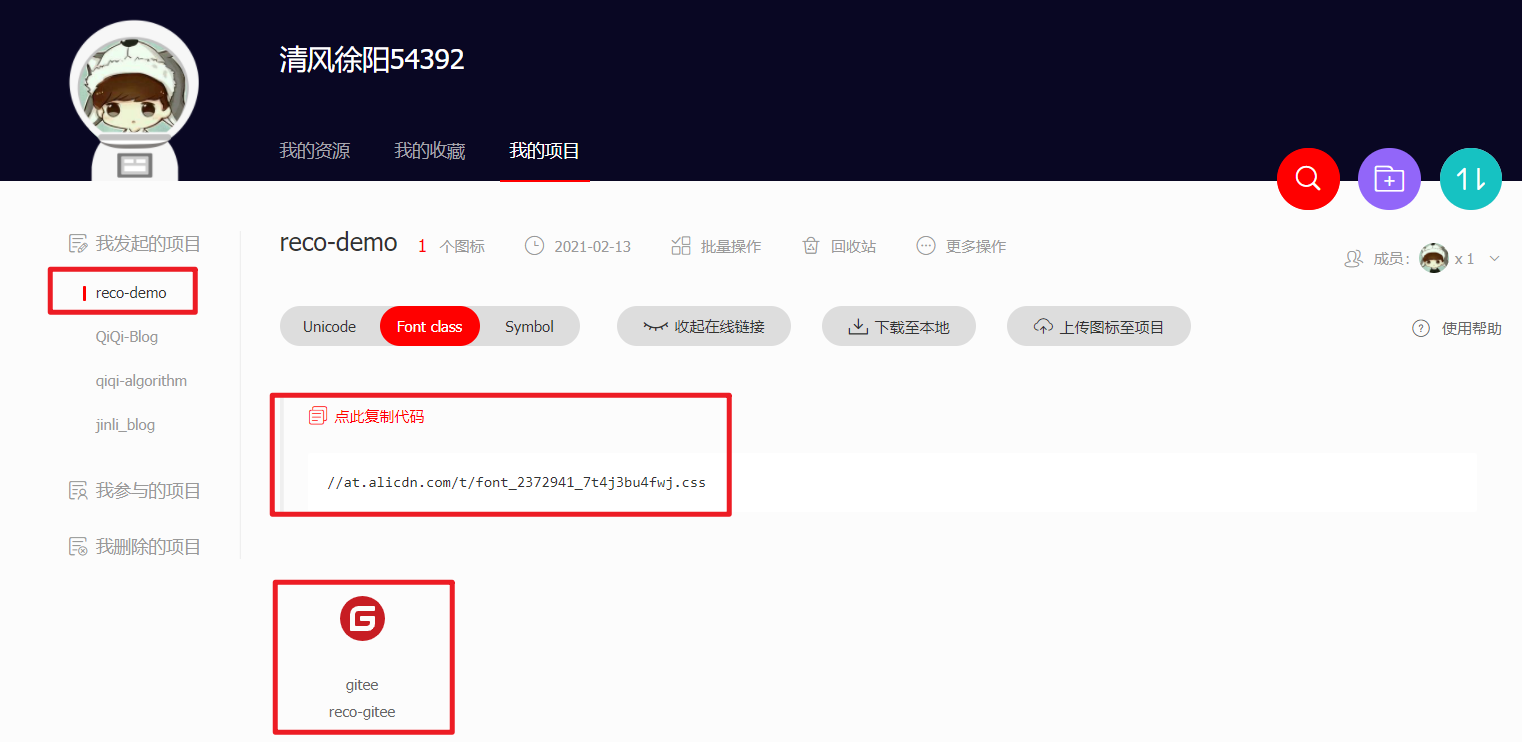 清风徐阳54392
我的资源 我的收藏 我的项目
我发起的项目
reco-demo
QiQi-Blog
qiqi-algorithm
jinli_blog
我参与的项目
我删除的项目
reco-demo 1 个图标 2021-02-13 批量操作 回收站 更多操作
成员: x 1
Unicode Font class Symbol 收起在线链接 下载至本地 上传图标至项目 使用帮助
点此复制代码
//at.alicdn.com/t/font_2372941_7t4j3bu4fwj.css
G
gitee
reco-gitee